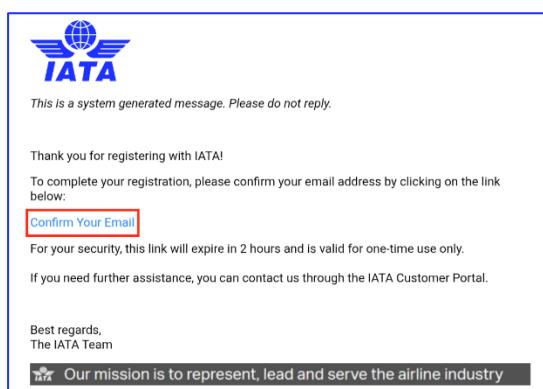 IATA
This is a system generated message. Please do not reply.
Thank you for registering with IATA!
To complete your registration, please confirm your email address by clicking on the link
below:
Confirm Your Email
For your security, this link will expire in 2 hours and is valid for one-time use only.
If you need further assistance, you can contact us through the IATA Customer Portal.
Best regards,
The IATA Team
IATA Our mission is to represent, lead and serve the airline industry